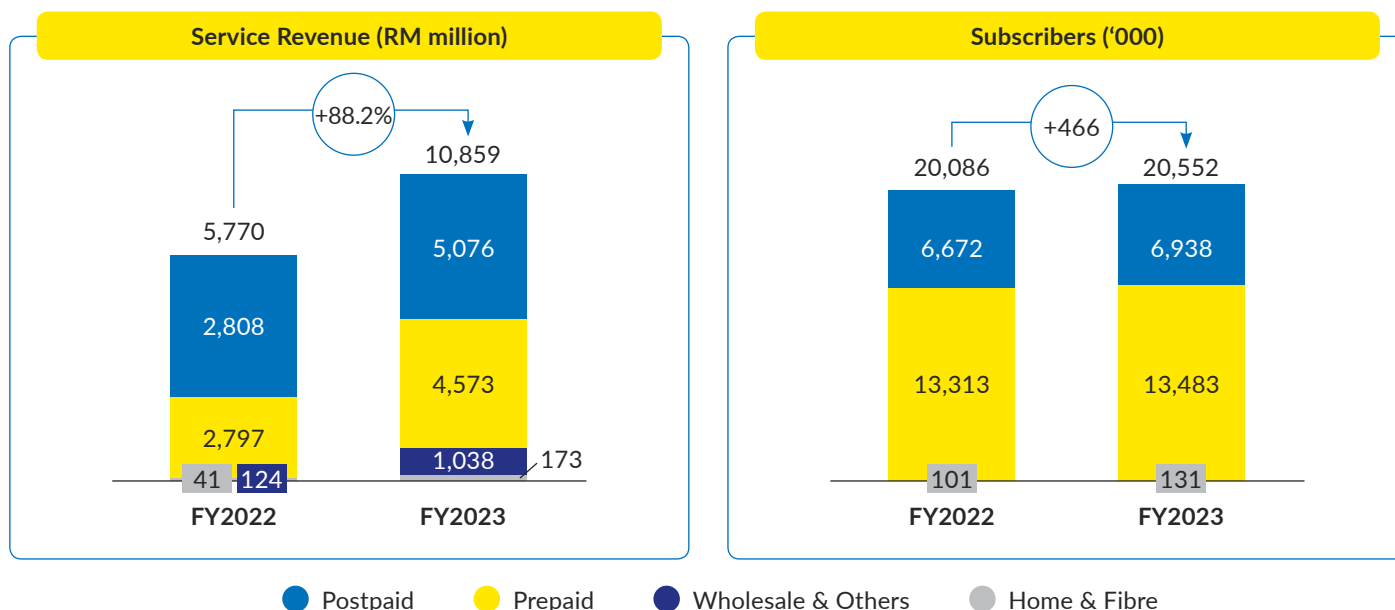 Service Revenue (RM million)
+88.2%
10,859
5,770
5,076
2,808
4,573
2,797
1,038
173
41
124
FY2022
FY2023
Subscribers (‘000)
+466
20,086
20,552
6,672
6,938
13,313
13,483
101
131
FY2022
FY2023
Postpaid
Prepaid
Wholesale & Others
Home & Fibre